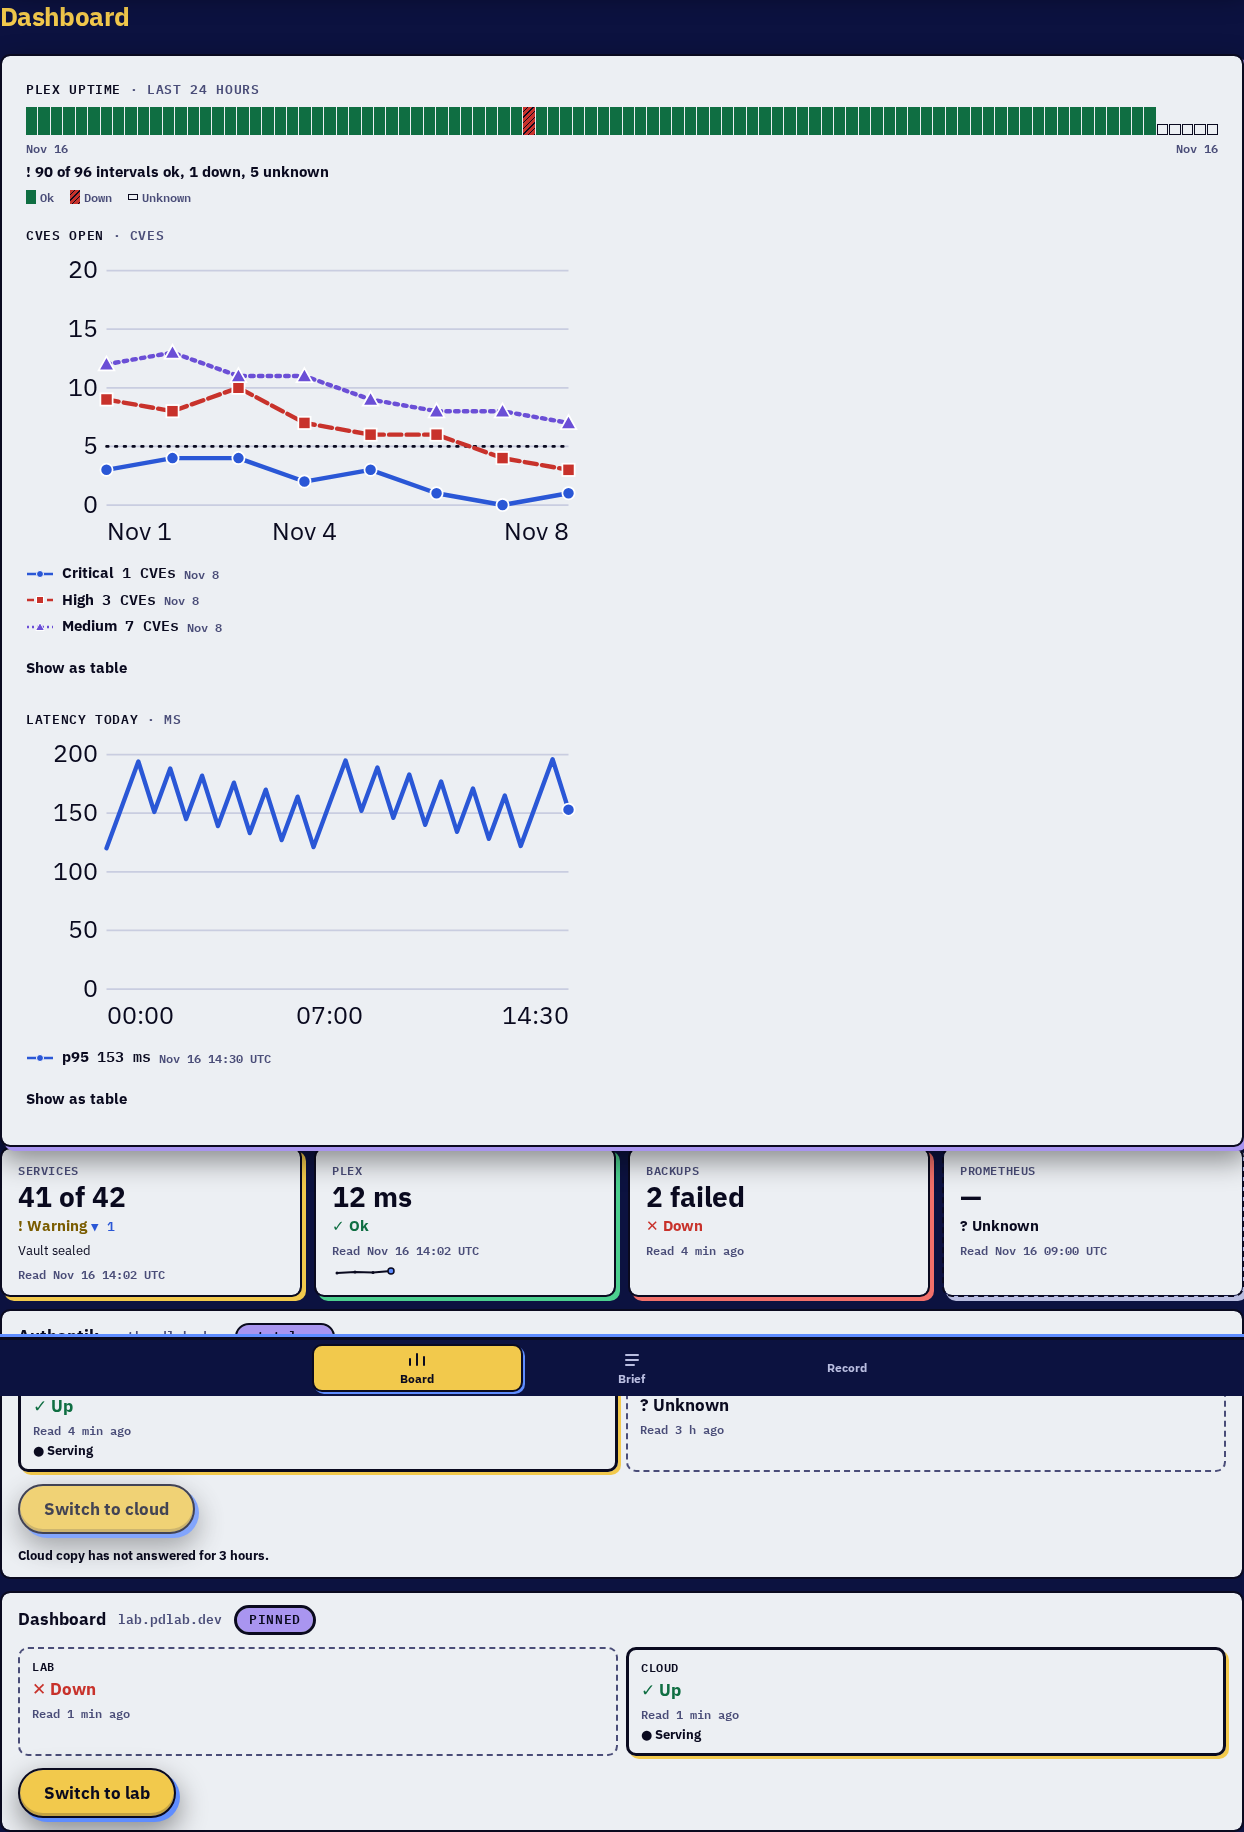 Dashboard
PLEX UPTIME · LAST 24 HOURS
Nov 16
Nov 16
! 90 of 96 intervals ok, 1 down, 5 unknown
Ok Down Unknown
CVES OPEN · CVES
20
15
10
5
0
Nov 1 Nov 4 Nov 8
Critical 1 CVEs Nov 8
High 3 CVEs Nov 8
Medium 7 CVEs Nov 8
Show as table
LATENCY TODAY · MS
200
150
100
50
0
00:00 07:00 14:30
p95 153 ms Nov 16 14:30 UTC
Show as table
SERVICES
41 of 42
! Warning ▼ 1
Vault sealed
Read Nov 16 14:02 UTC
PLEX
12 ms
✓ Ok
Read Nov 16 14:02 UTC
BACKUPS
2 failed
✕ Down
Read 4 min ago
PROMETHEUS
—
? Unknown
Read Nov 16 09:00 UTC
Authentik
Board
Brief
Record
✓ Up
Read 4 min ago
● Serving
? Unknown
Read 3 h ago
Switch to cloud
Cloud copy has not answered for 3 hours.
Dashboard lab.pdlab.dev PINNED
LAB
✕ Down
Read 1 min ago
CLOUD
✓ Up
Read 1 min ago
● Serving
Switch to lab